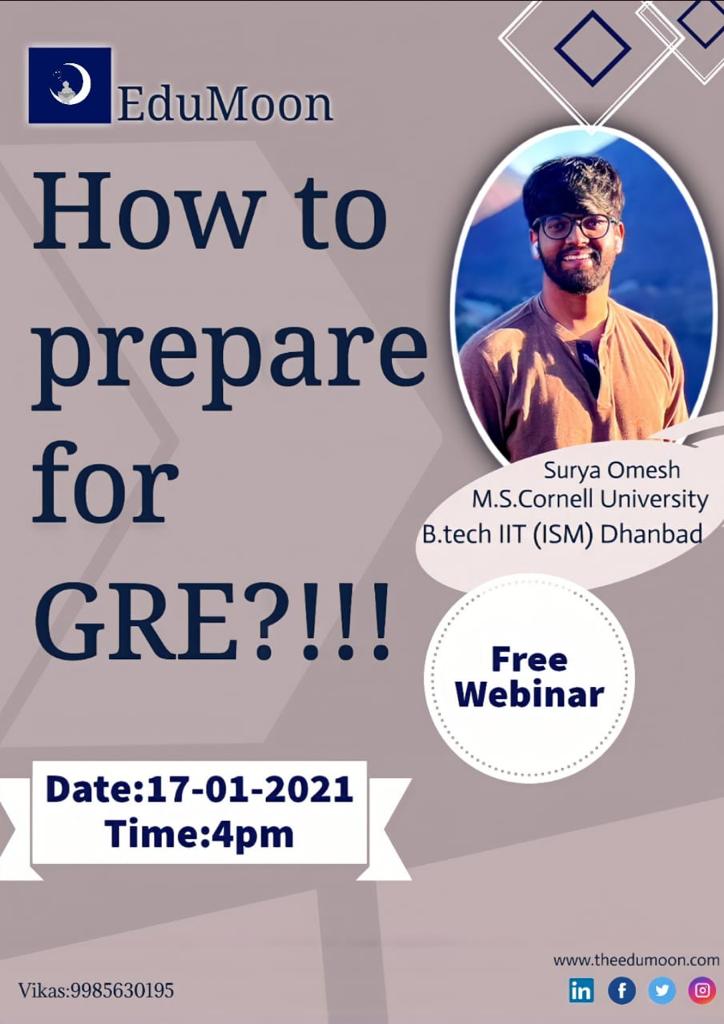 EduMoon
How to
prepare
for
GRE?!!!
Surya Omesh
M.S.Cornell University
B.tech IIT (ISM) Dhanbad
Free
Webinar
Date:17-01-2021
Time:4pm
www.theedumoon.com
Vikas:9985630195